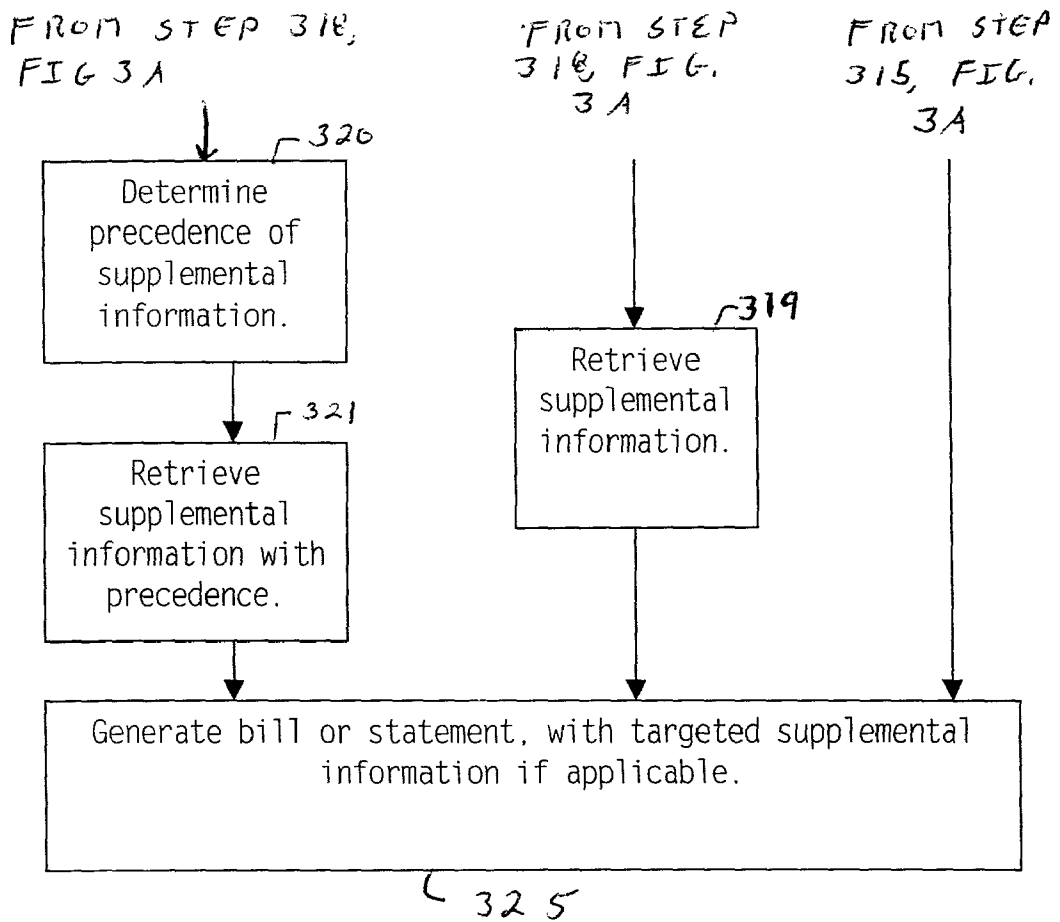 FROM STEP 318,
FIG 3A
FROM STEP
318, FIG.
3A
FROM STEP
315, FIG.
3A
320
Determine
precedence of
supplemental
information.
321
Retrieve
supplemental
information with
precedence.
319
Retrieve
supplemental
information.
Generate bill or statement, with targeted supplemental
information if applicable.
325